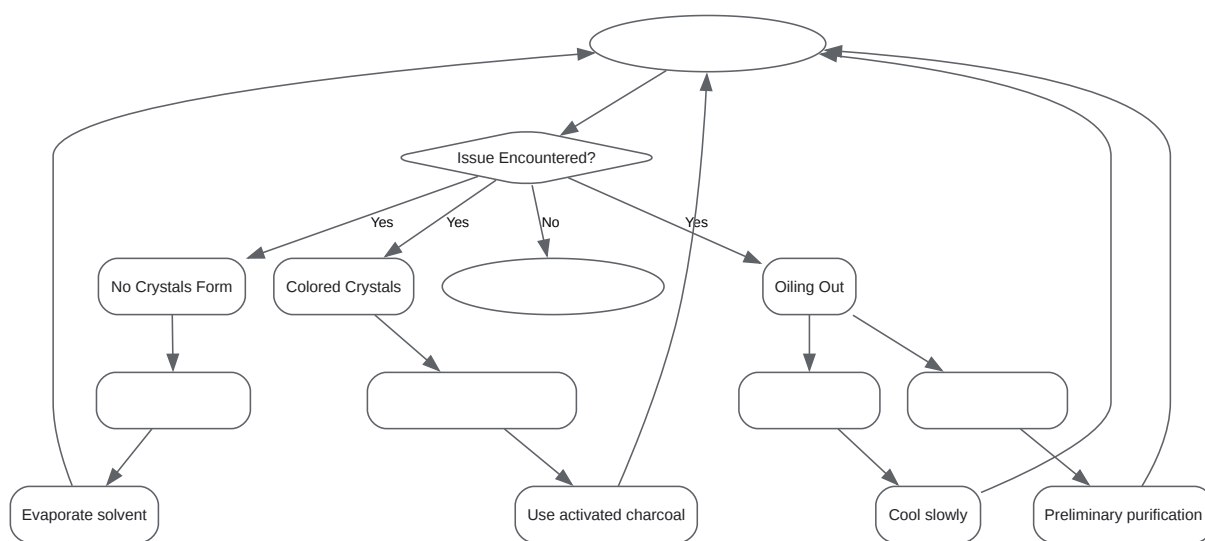 Issue Encountered?
Yes
Yes
No
Yes
No Crystals Form
Colored Crystals
Oiling Out
Evaporate solvent
Use activated charcoal
Cool slowly
Preliminary purification